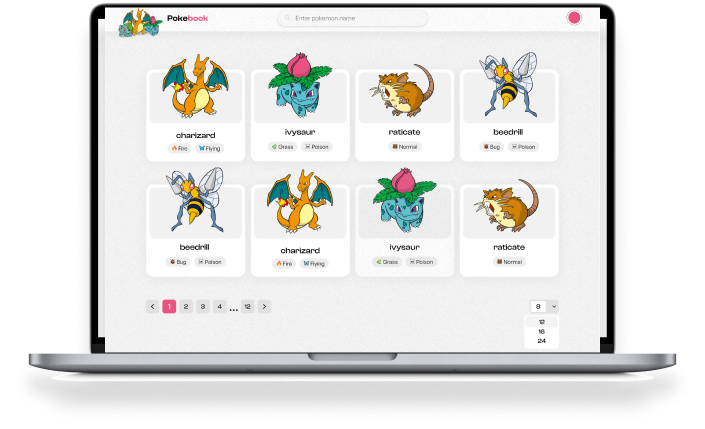 Pokebook
Enter pokemon name
charizard
Fire Flying
ivysaur
Grass Poison
raticate
Normal
beedrill
Bug Poison
beedrill
Bug Poison
charizard
Fire Flying
ivysaur
Grass Poison
raticate
Normal
< 1 2 3 4 ... 12 >
8
12
16
24